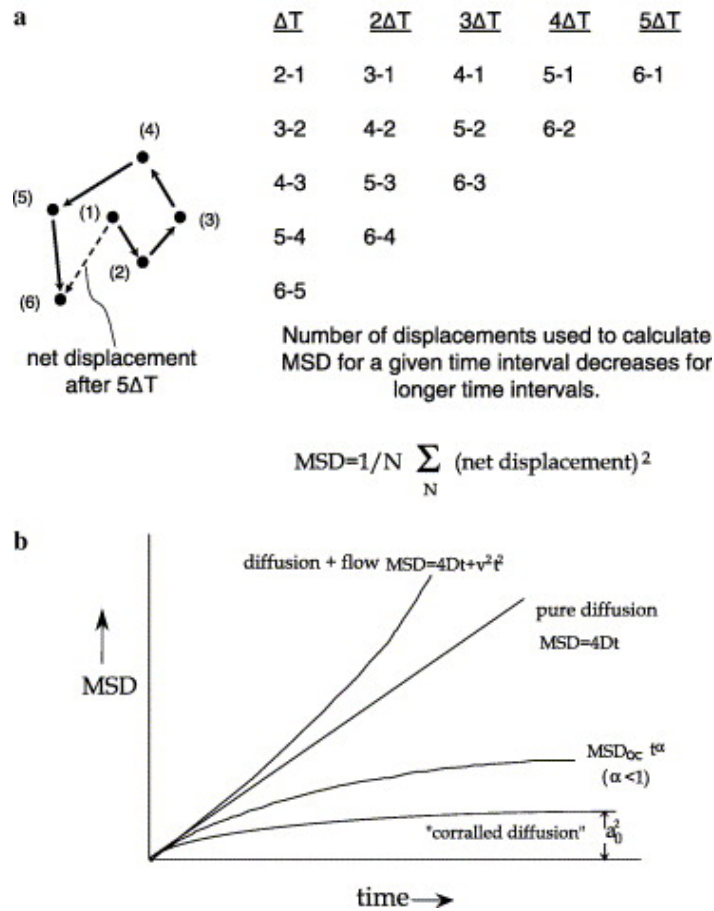 a
ΔT 2ΔT 3ΔT 4ΔT 5ΔT
2-1 3-1 4-1 5-1 6-1
3-2 4-2 5-2 6-2
4-3 5-3 6-3
5-4 6-4
6-5
(4)
(5)
(1)
(3)
(2)
(6)
net displacement
after 5ΔT
Number of displacements used to calculate
MSD for a given time interval decreases for
longer time intervals.
MSD=1/N Σ (net displacement)²
N
b
diffusion + flow MSD=4Dt+v²t²
pure diffusion
MSD=4Dt
MSD
MSD∝ t^α
(α<1)
"corralled diffusion" a₀²
time